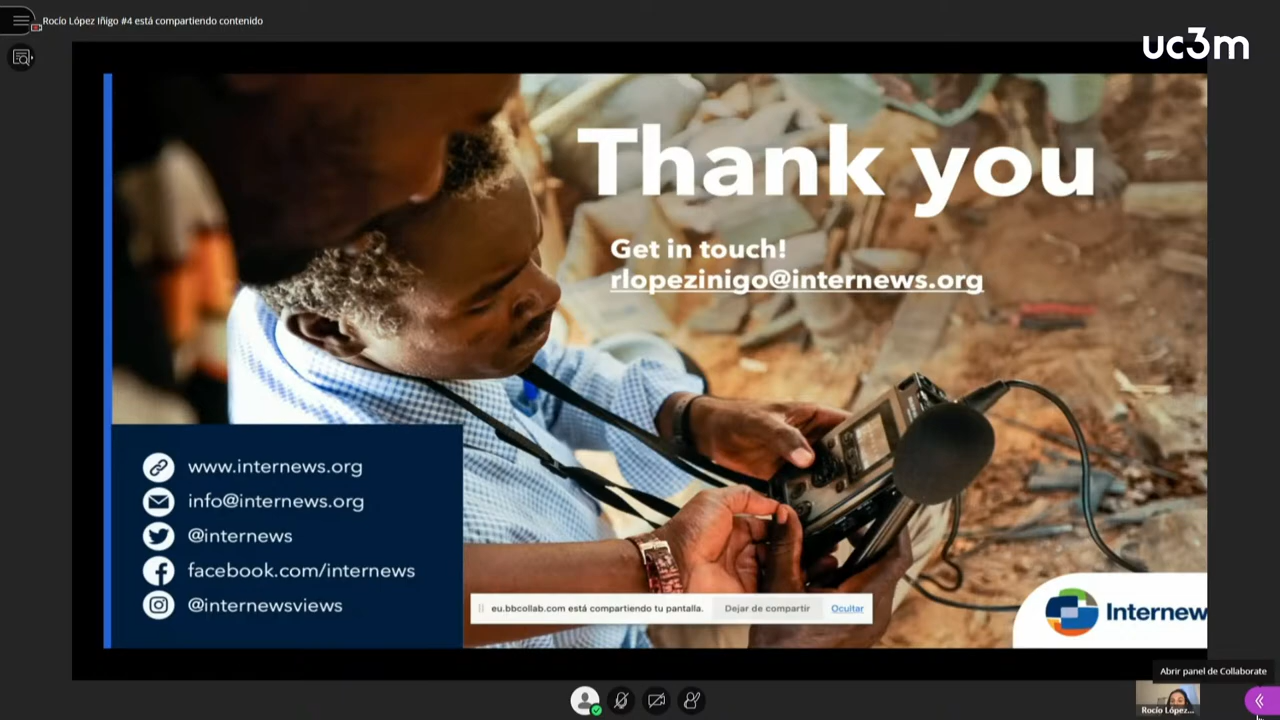 Rocío López Iñigo #4 está compartiendo contenido
uc3m
Thank you
Get in touch!
rlopezinigo@internews.org
www.internews.org
info@internews.org
@internews
facebook.com/internews
@internewsviews
eu.bbcollab.com está compartiendo tu pantalla.
Dejar de compartir
Ocultar
Internew
Abrir panel de Collaborate
Rocío López...